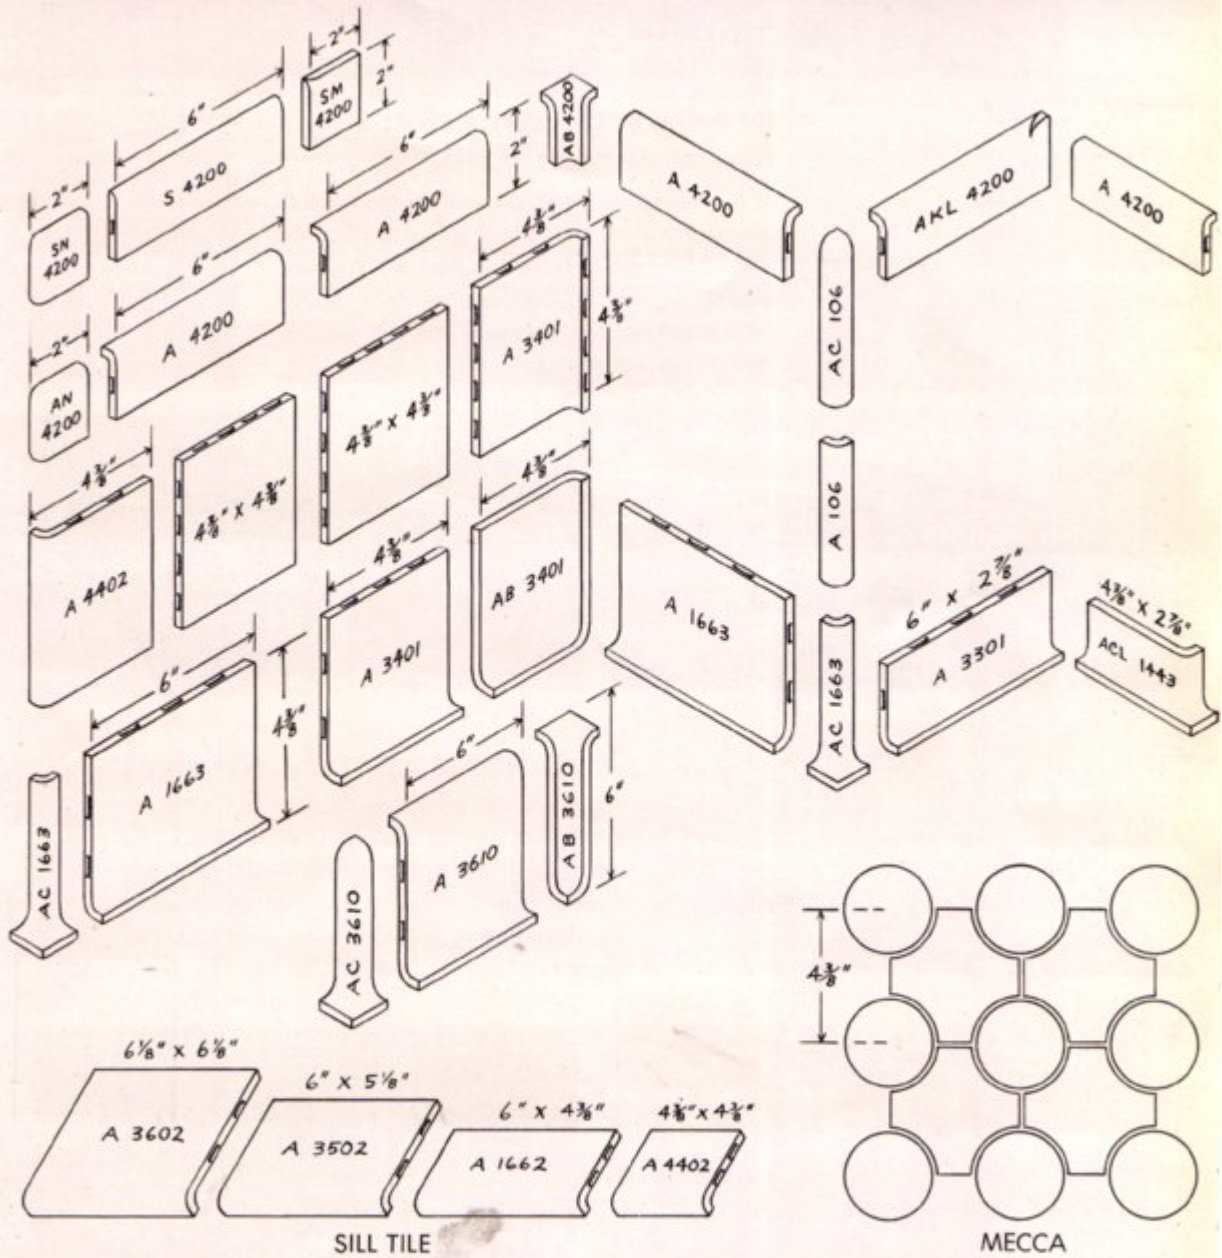 2"
SM
4200
2"
6"
S 4200
2"
SN
4200
6"
A 4200
2"
AB 4200
A 4200
AKL 4200
A 4200
6"
A 4200
2"
AN
4200
4⅜"
A 3401
4⅜"
AC 106
4⅜" X 4⅜"
4⅜" X 4⅜"
4⅜"
A 4402
4⅜"
A 3401
4⅜"
AB 3401
A 106
A 1663
AC 1663
6" X 2⅞"
A 3301
4⅜" X 2⅞"
ACL 1443
6"
A 1663
4⅜"
AC 1663
6"
A 3610
AC 3610
AB 3610
6"
4⅜"
6⅛" X 6⅛"
A 3602
6" X 5⅛"
A 3502
6" X 4⅜"
A 1662
4⅜" X 4⅜"
A 4402
SILL TILE
MECCA